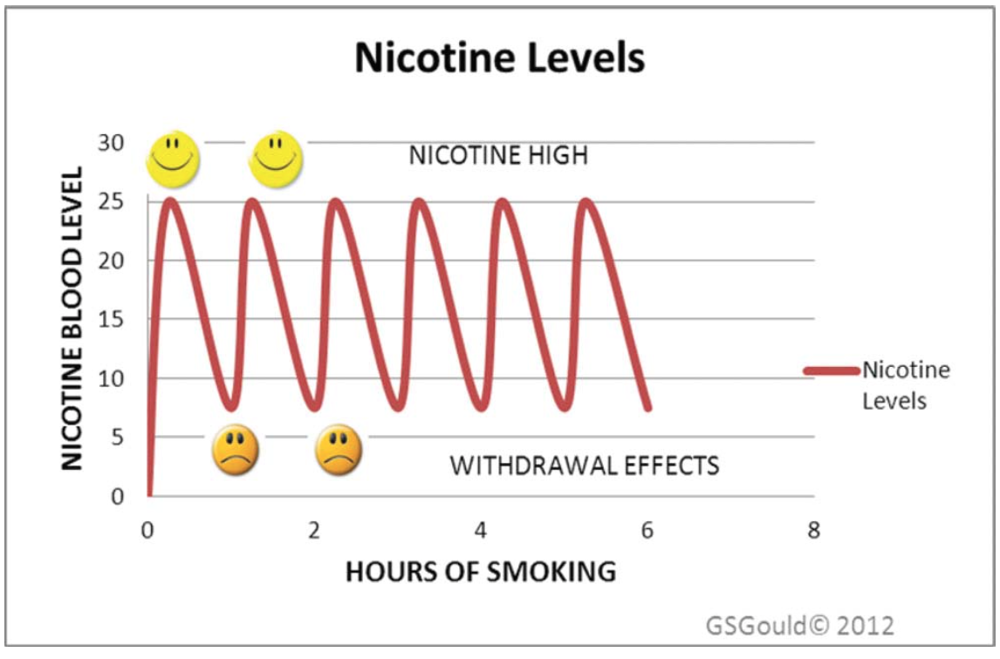 Nicotine Levels
NICOTINE BLOOD LEVEL
30
25
20
15
10
5
0
NICOTINE HIGH
WITHDRAWAL EFFECTS
Nicotine
Levels
0 2 4 6 8
HOURS OF SMOKING
GSGould© 2012